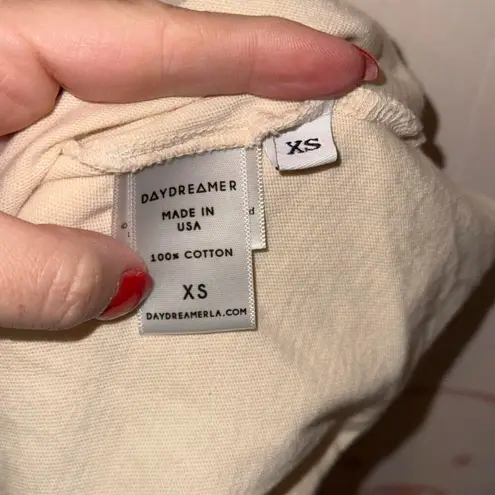 XS
DAYDREAMER
MADE IN
USA
100% COTTON
XS
DAYDREAMERLA.COM